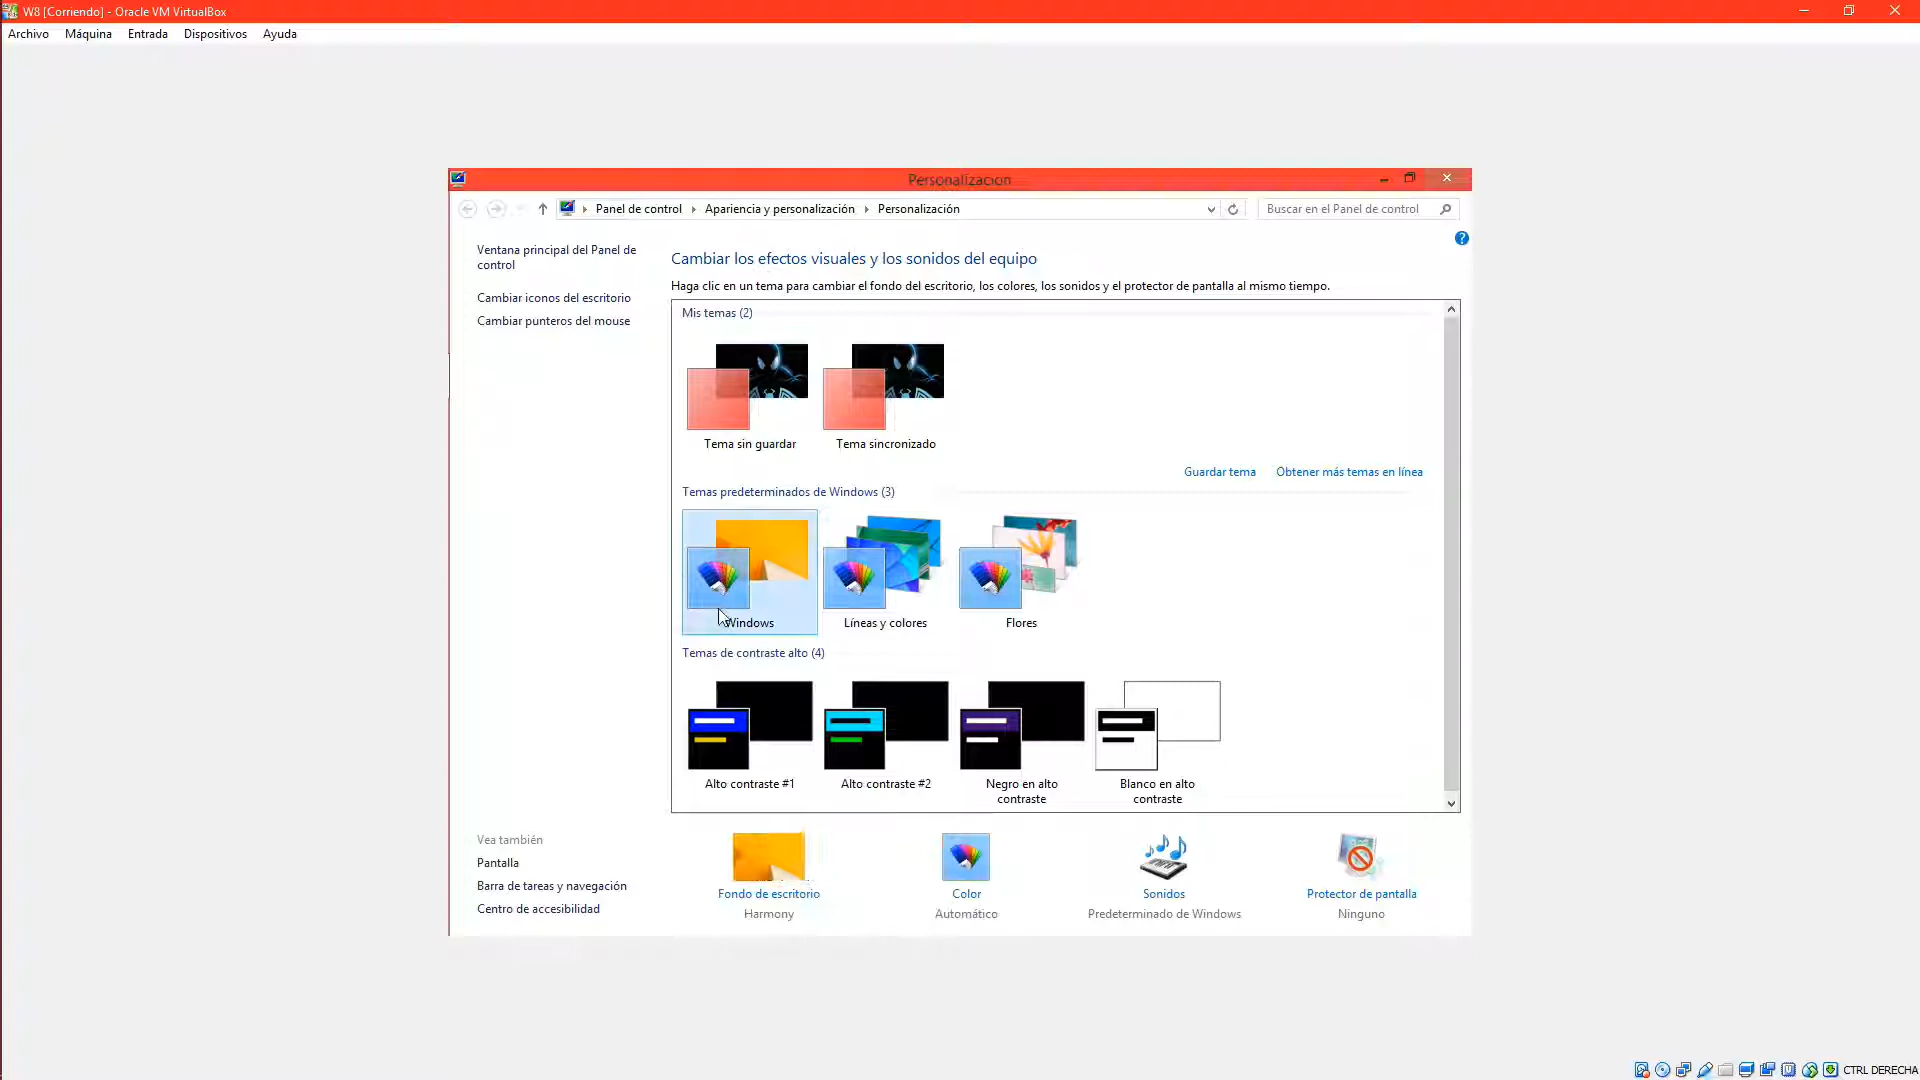 W8 [Corriendo] - Oracle VM VirtualBox
Archivo Máquina Entrada Dispositivos Ayuda
Personalización
Panel de control Apariencia y personalización Personalización
Buscar en el Panel de control
Ventana principal del Panel de
control
Cambiar iconos del escritorio
Cambiar punteros del mouse
Cambiar los efectos visuales y los sonidos del equipo
Haga clic en un tema para cambiar el fondo del escritorio, los colores, los sonidos y el protector de pantalla al mismo tiempo.
Mis temas (2)
Tema sin guardar
Tema sincronizado
Guardar tema
Obtener más temas en línea
Temas predeterminados de Windows (3)
Windows
Líneas y colores
Flores
Temas de contraste alto (4)
Alto contraste #1
Alto contraste #2
Negro en alto
contraste
Blanco en alto
contraste
Vea también
Pantalla
Barra de tareas y navegación
Centro de accesibilidad
Fondo de escritorio
Harmony
Color
Automático
Sonidos
Predeterminado de Windows
Protector de pantalla
Ninguno
CTRL DERECHA